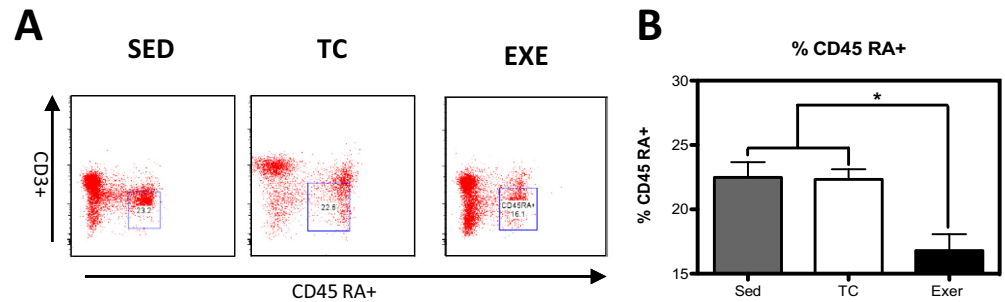 A
SED
TC
EXE
CD3+
23.2
22.6
CD45RA+
16.1
CD45 RA+
B
% CD45 RA+
% CD45 RA+
30
25
20
15
*
Sed
TC
Exer